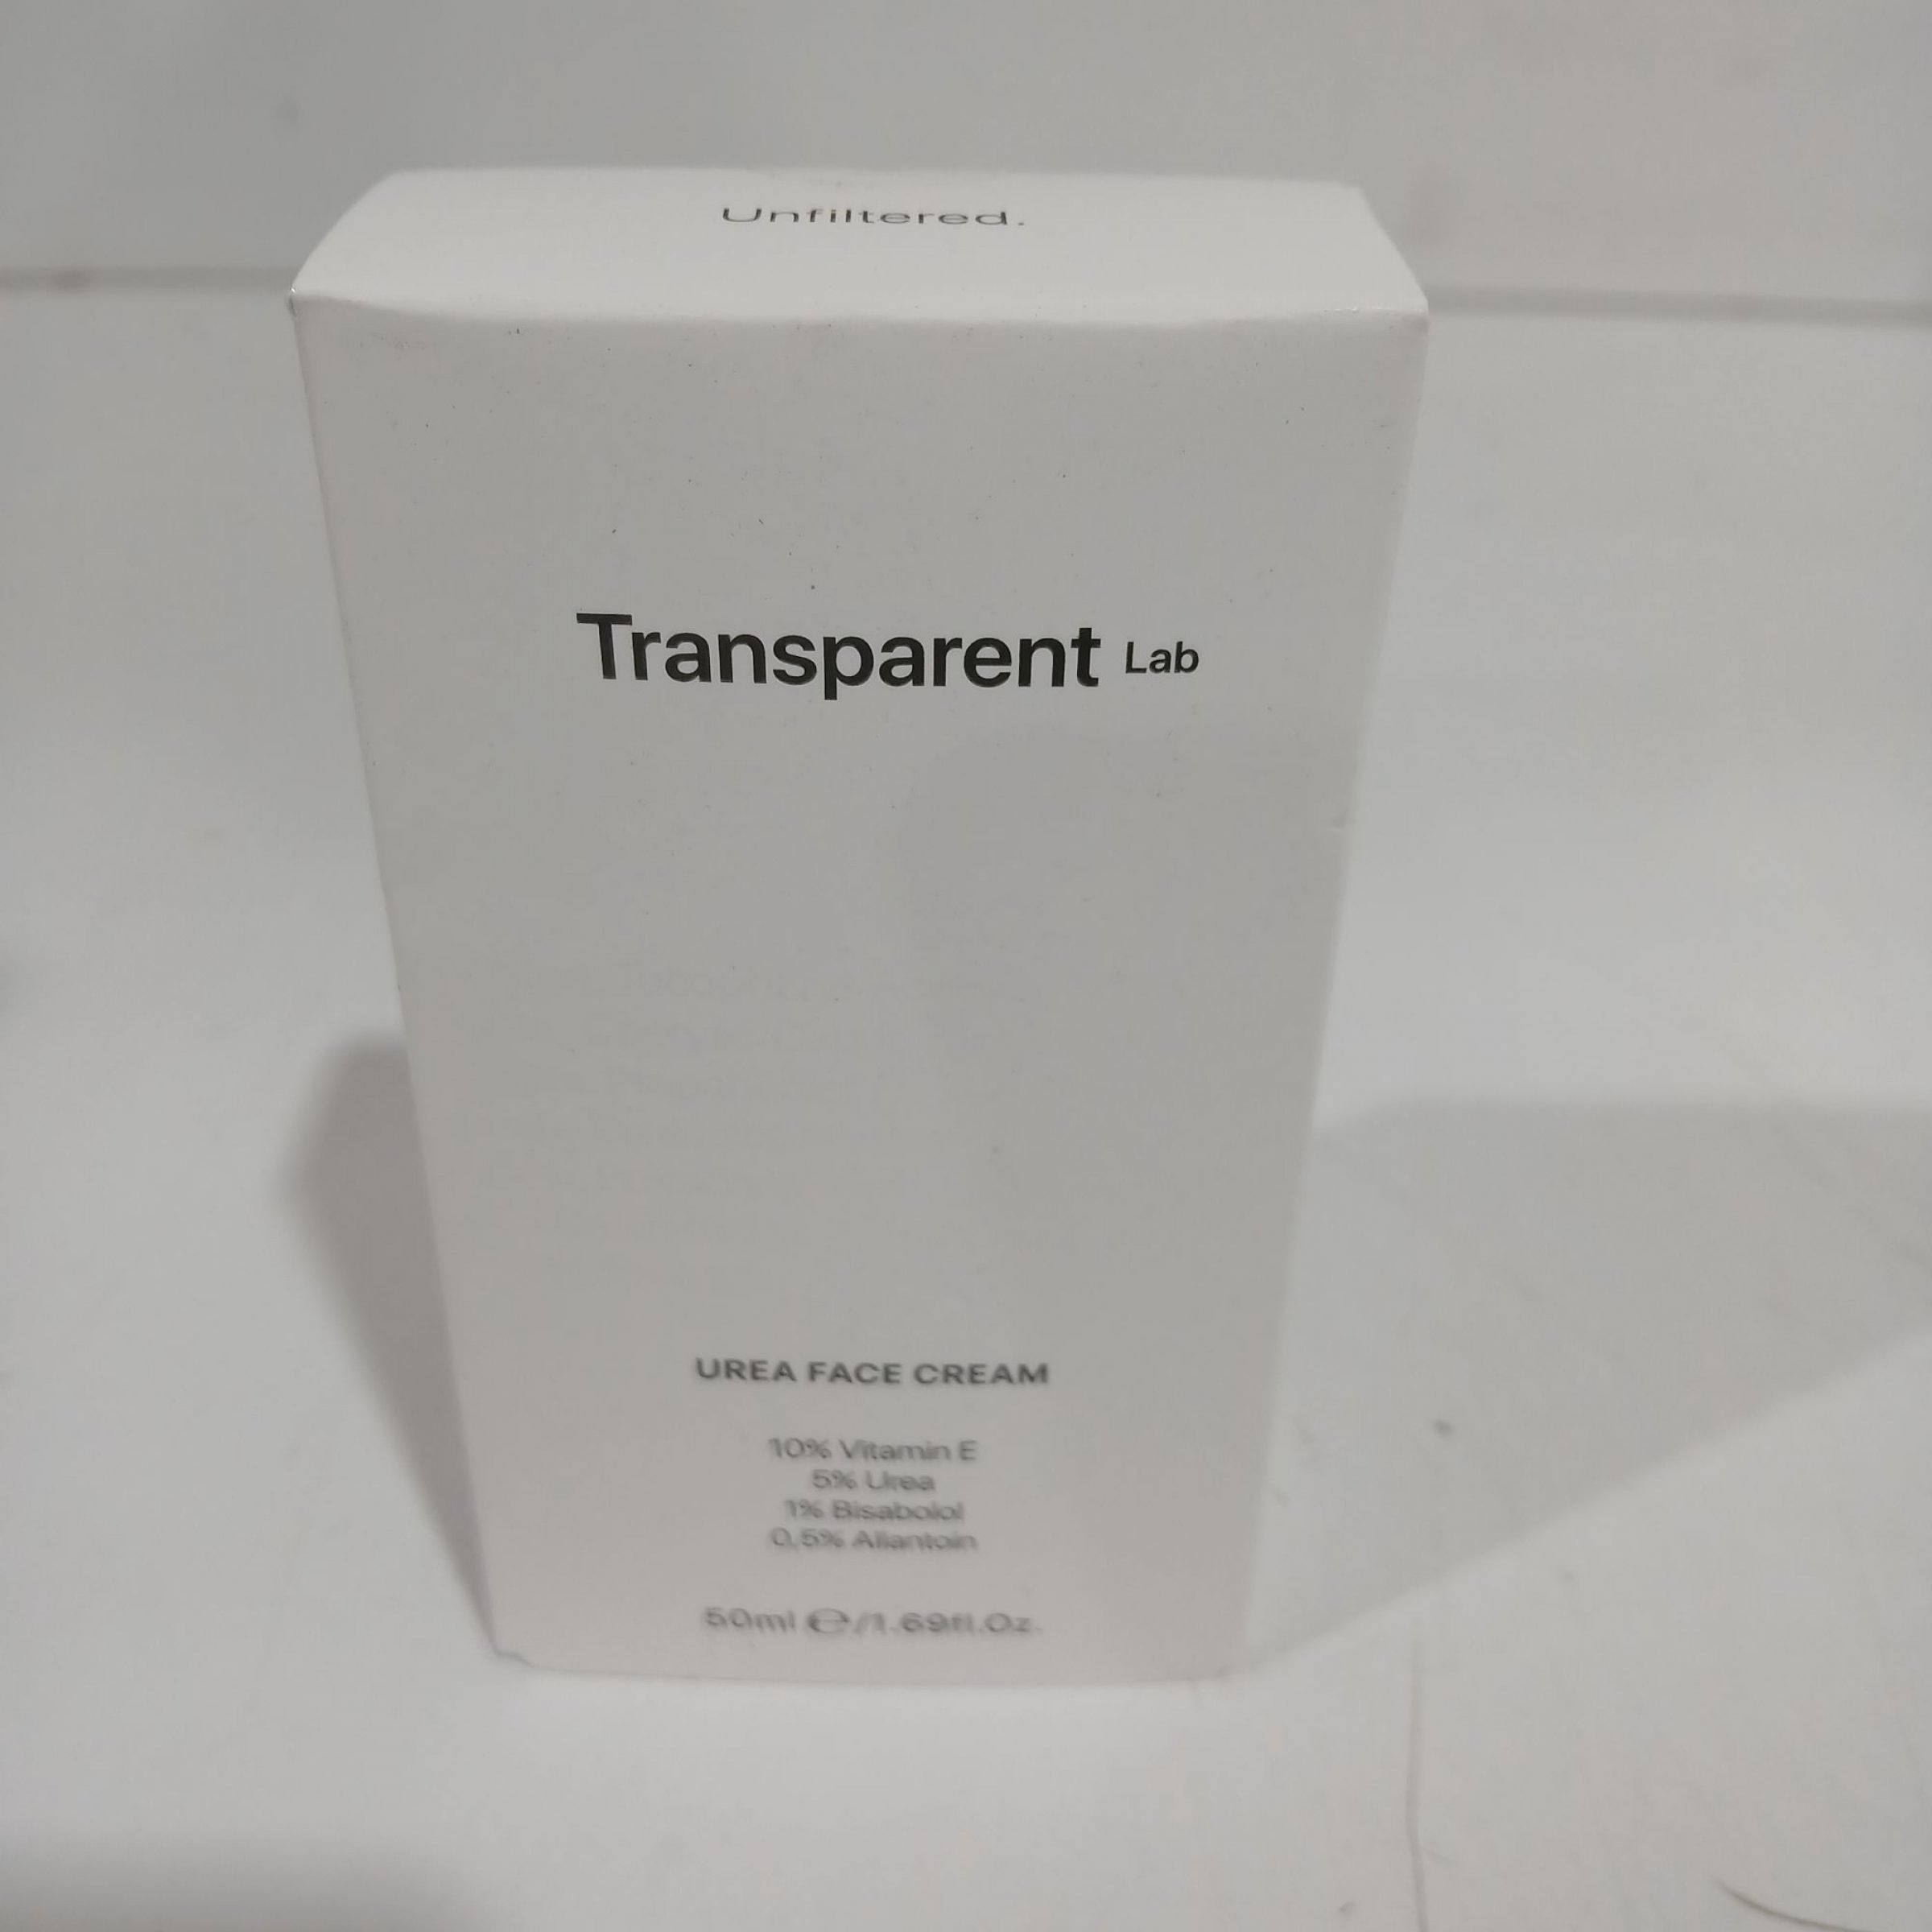 Unfiltered.
Transparent Lab
UREA FACE CREAM
10% Vitamin E
5% Urea
1% Bisabolol
0,5% Allantoin
50ml ℮/1.69fl.Oz.